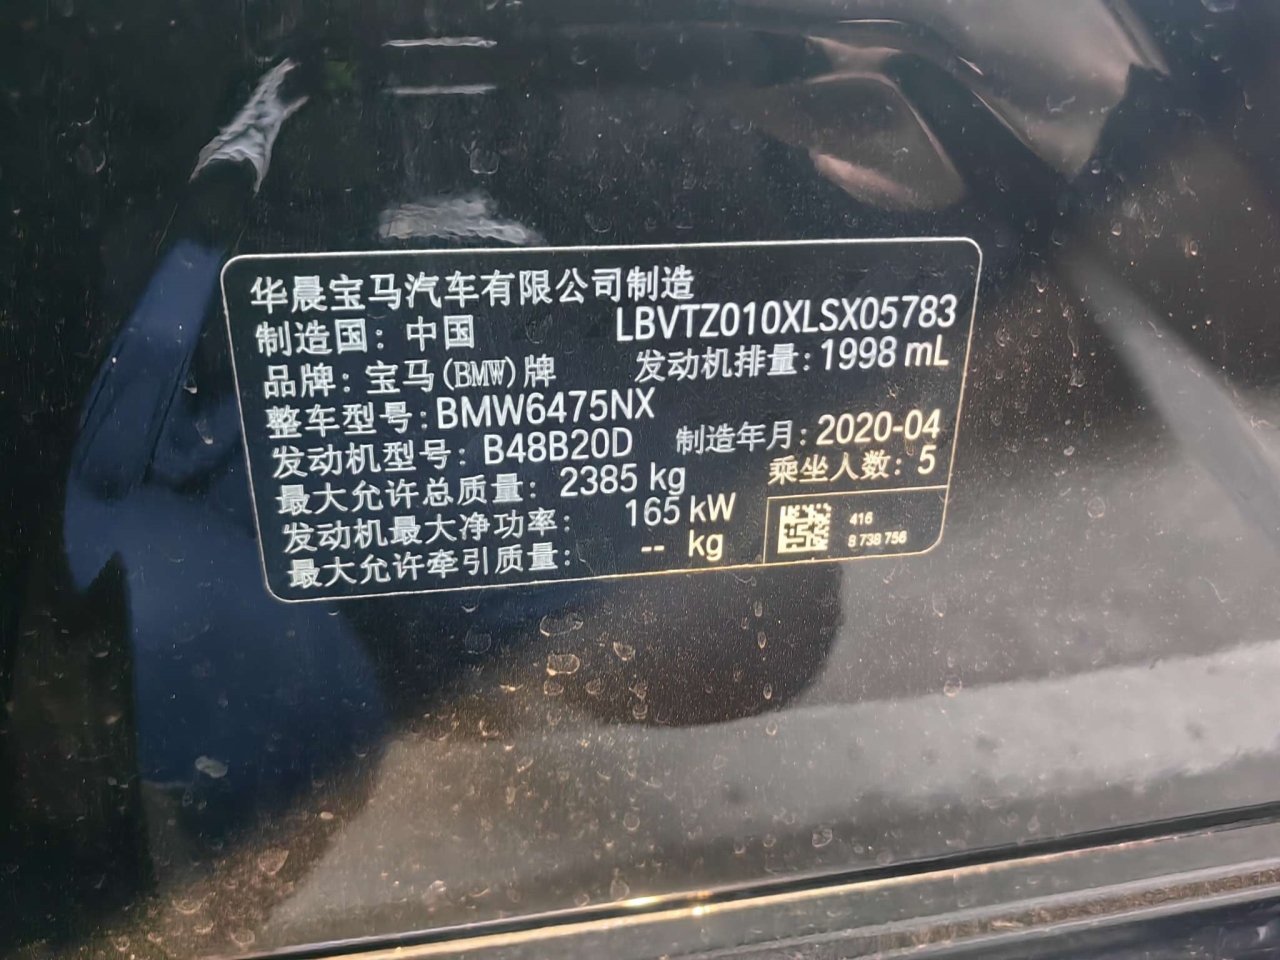 华晨宝马汽车有限公司制造
制造国：中国 LBVTZ010XLSX05783
品牌：宝马(BMW)牌 发动机排量：1998 mL
整车型号：BMW6475NX
发动机型号：B48B20D 制造年月：2020-04
最大允许总质量：2385 kg 乘坐人数：5
发动机最大净功率：165 kW
最大允许牵引质量：-- kg
416
8 738 756